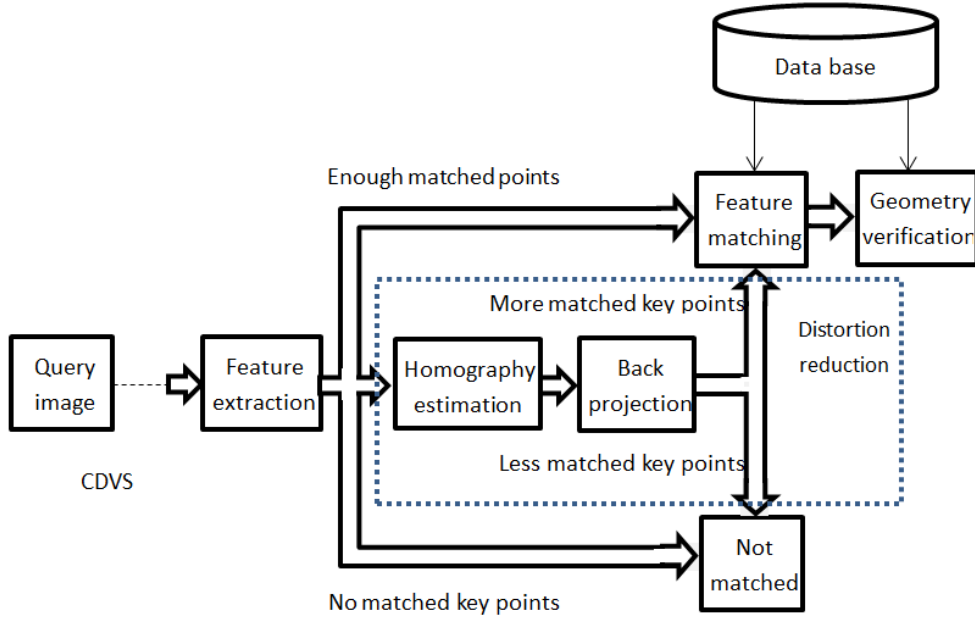 Data base
Enough matched points
Feature
matching
Geometry
verification
More matched key points
Distortion
reduction
Query
image
Feature
extraction
Homography
estimation
Back
projection
Less matched key points
CDVS
Not
matched
No matched key points